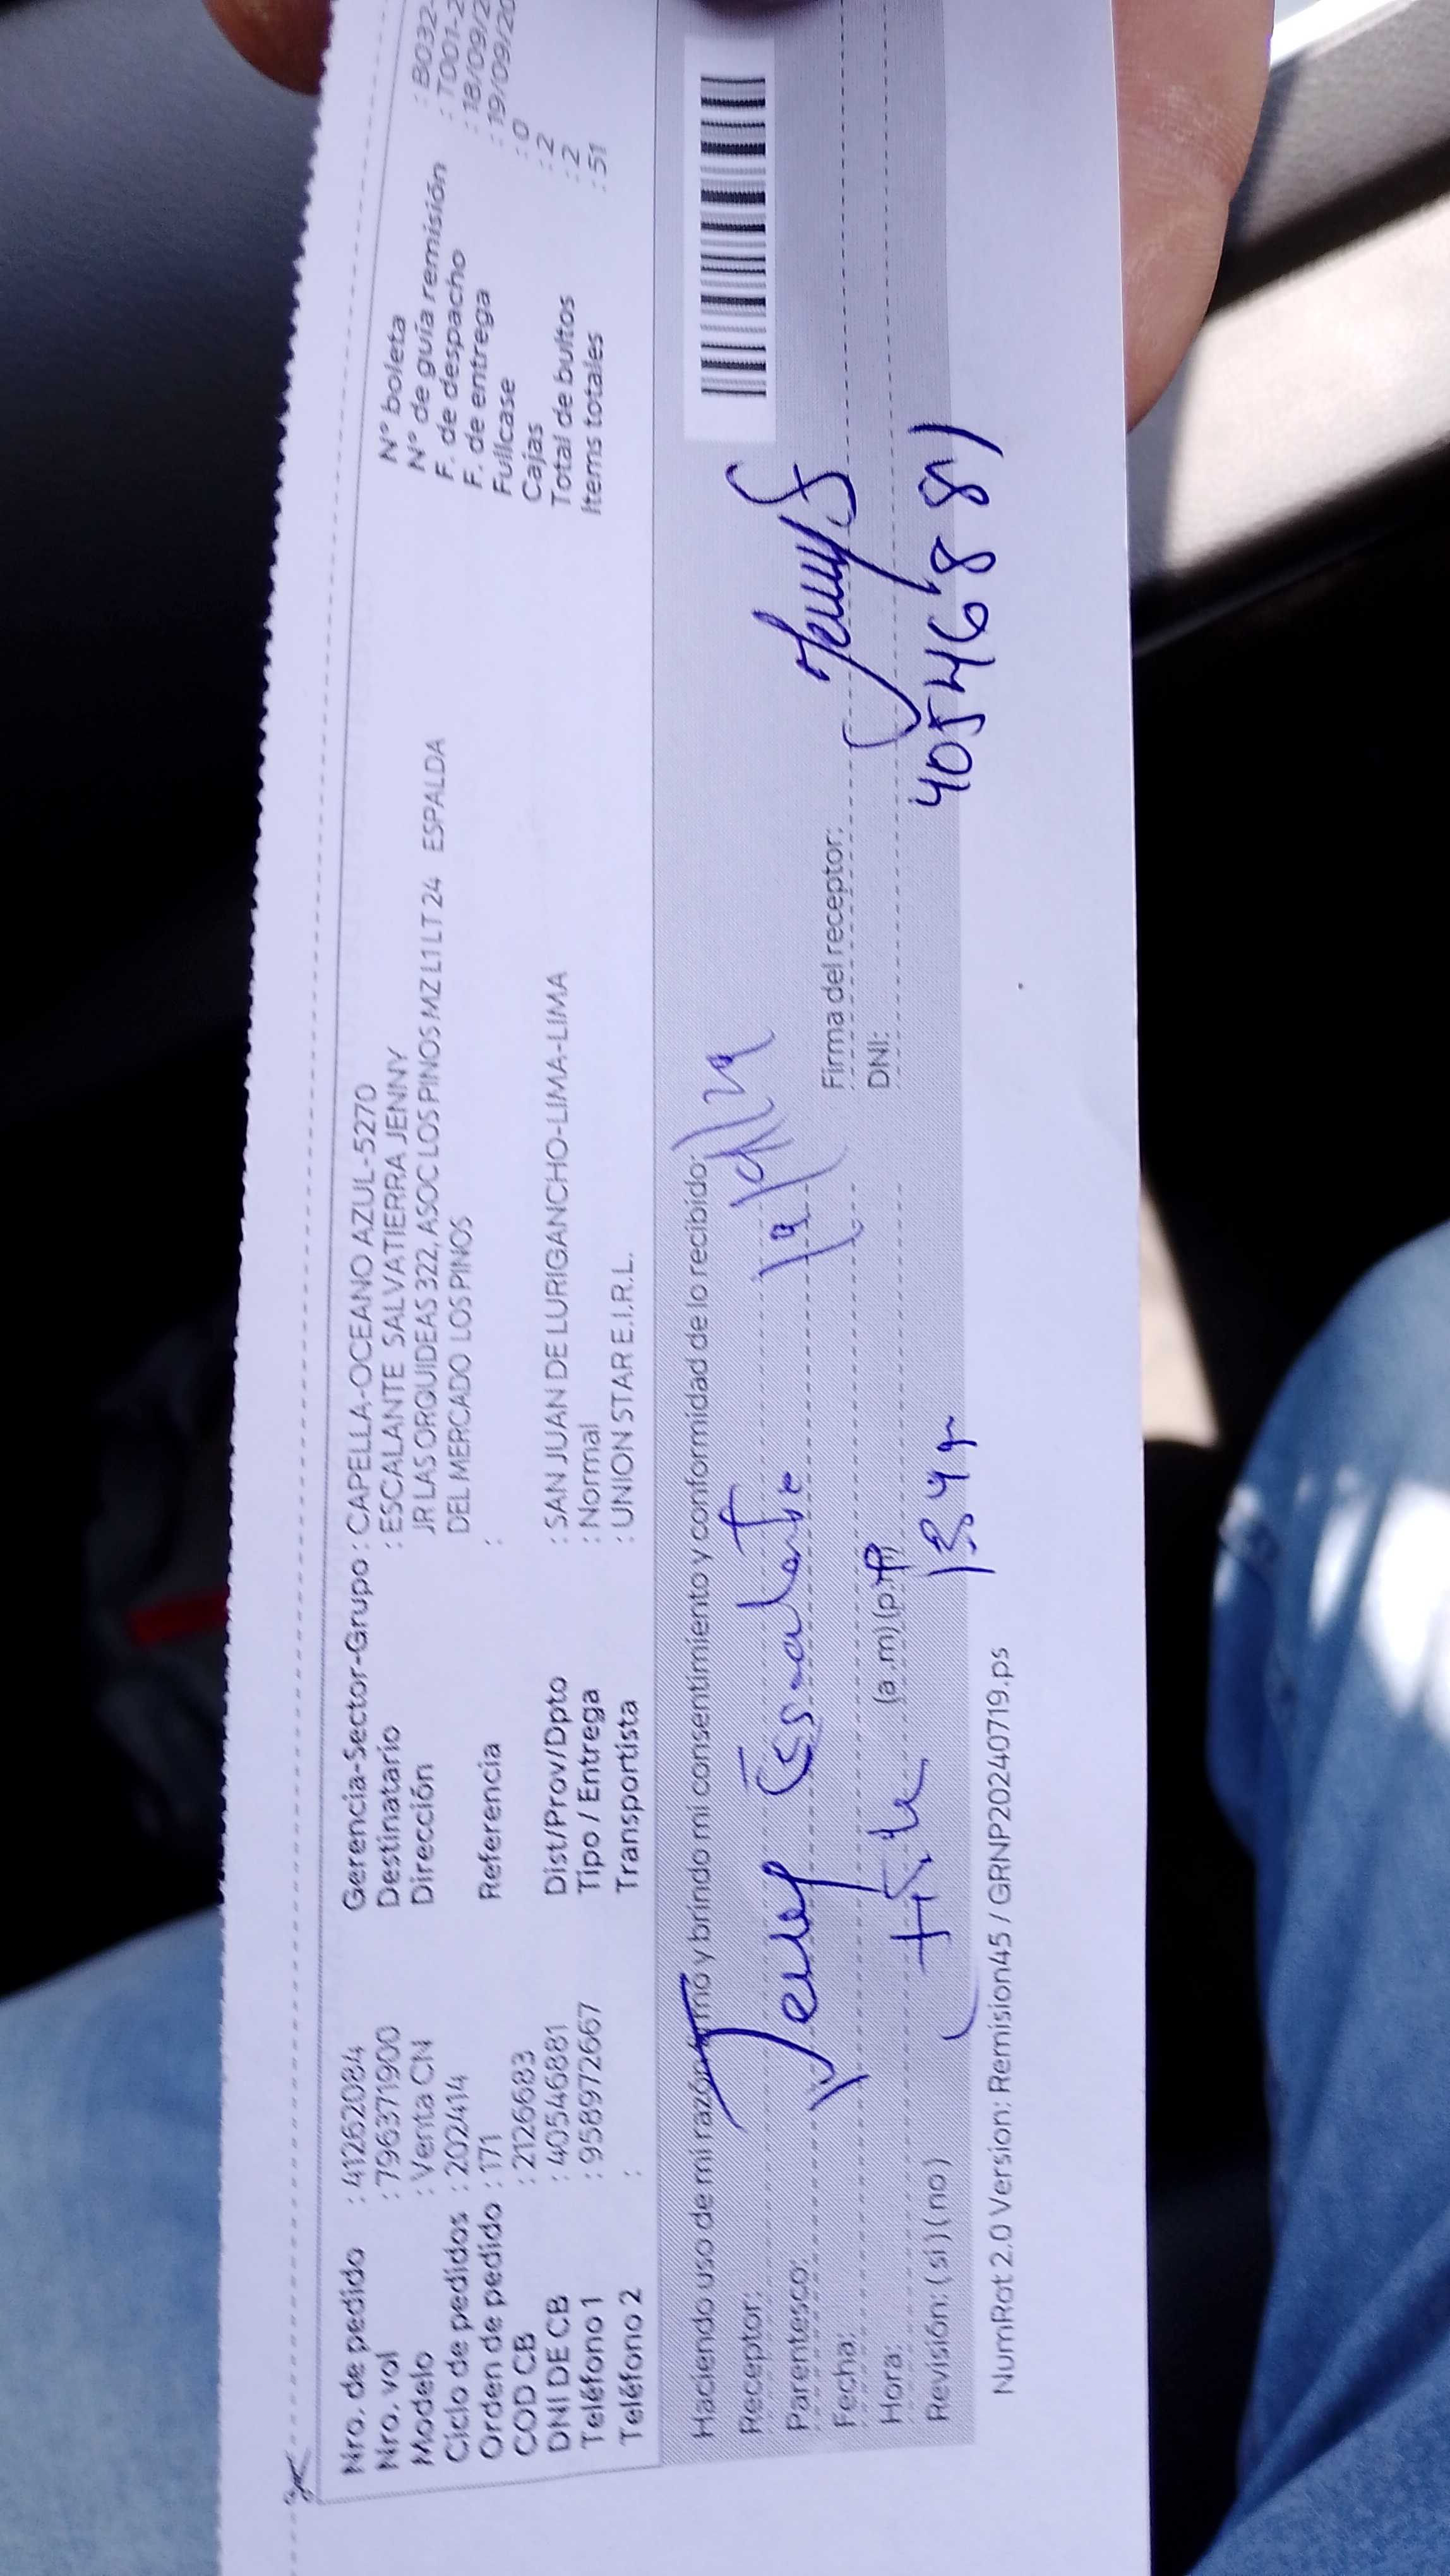 Nro. de pedido : 41262084
Nro. vol : 79637190​0
Modelo : Venta CN
Ciclo de pedidos : 202414
Orden de pedido : 171
COD CB : 2126683
DNI DE CB : 40546881
Teléfono 1 : 958972667
Teléfono 2 :
Gerencia-Sector-Grupo : CAPELLA-OCEANO AZUL-5270
Destinatario : ESCALANTE SALVATIERRA JENNY
Dirección JR LAS ORQUIDEAS 322, ASOC LOS PINOS MZ L1 LT 24 ESPALDA
DEL MERCADO LOS PINOS
Referencia :
Dist/Prov/Dpto : SAN JUAN DE LURIGANCHO-LIMA-LIMA
Tipo / Entrega : Normal
Transportista : UNION STAR E.I.R.L.
N° boleta : B032-
N° de guía remisión : T001-2
F. de despacho : 18/09/2
F. de entrega : 19/09/20
Fullcase : 0
Cajas : 2
Total de bultos : 2
Items totales : 51
Haciendo uso de mi razón firmo y brindo mi consentimiento y conformidad de lo recibido:
Receptor: Jenny Escalante
Parentesco:
Fecha:
Hora: (a.m) (p.m)
Revisión: (si) (no)
Firma del receptor: Jenny
DNI: 40546881
NumRot 2.0 Version: Remision45 / GRNP20240719.ps